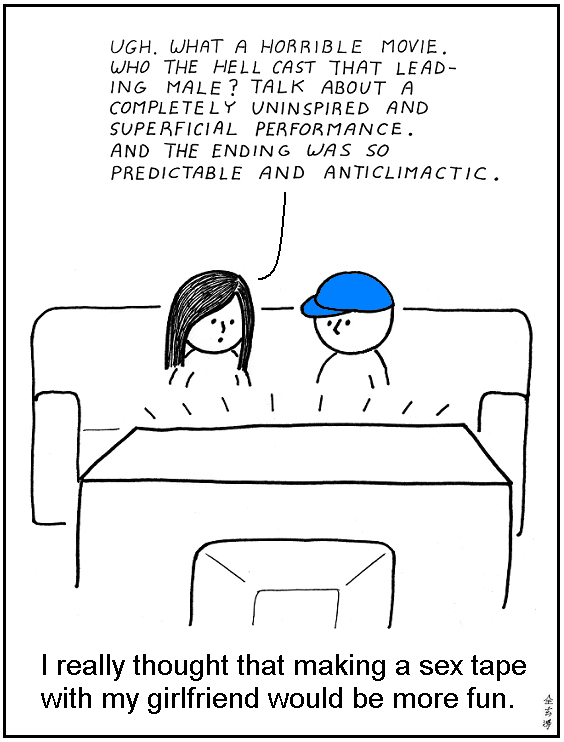 UGH. WHAT A HORRIBLE MOVIE.
WHO THE HELL CAST THAT LEAD-
ING MALE? TALK ABOUT A
COMPLETELY UNINSPIRED AND
SUPERFICIAL PERFORMANCE.
AND THE ENDING WAS SO
PREDICTABLE AND ANTICLIMACTIC.
I really thought that making a sex tape
with my girlfriend would be more fun.